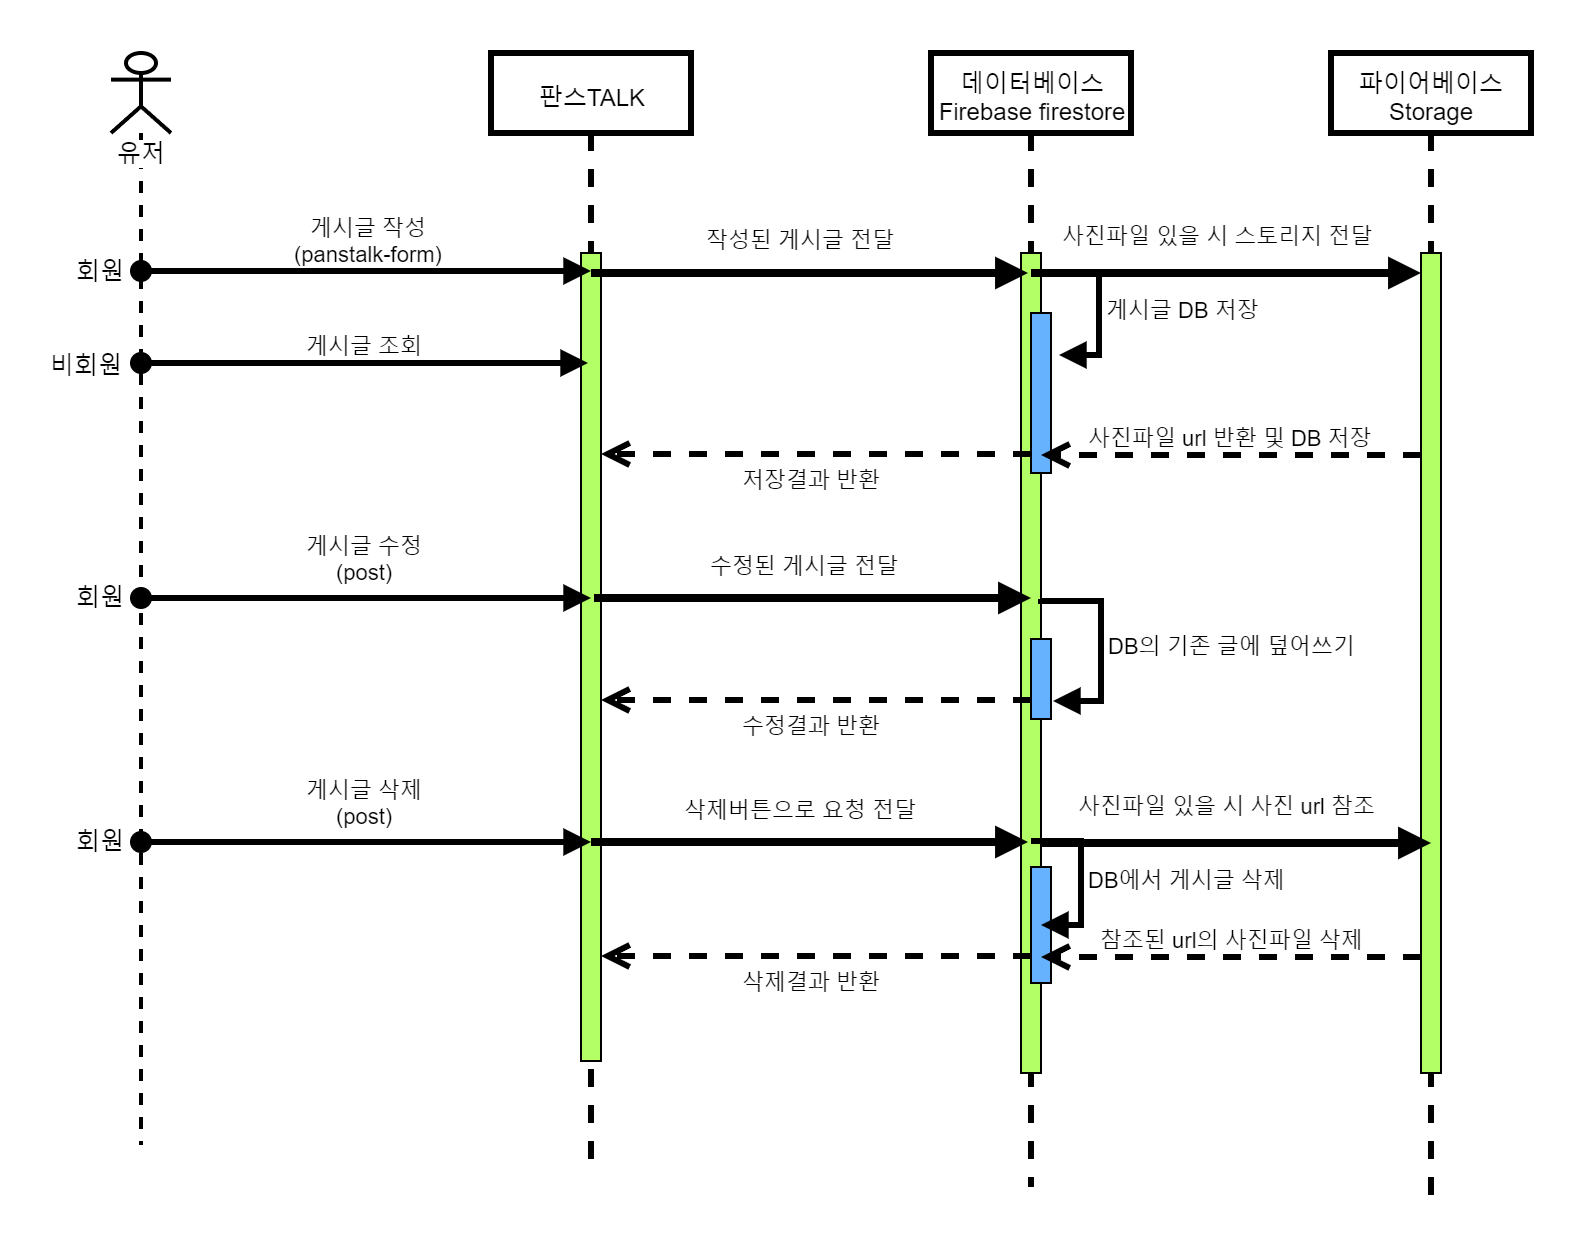 유저
판스TALK
데이터베이스
Firebase firestore
파이어베이스
Storage
게시글 작성
(panstalk-form)
작성된 게시글 전달
사진파일 있을 시 스토리지 전달
회원
게시글 DB 저장
게시글 조회
비회원
사진파일 url 반환 및 DB 저장
저장결과 반환
게시글 수정
(post)
수정된 게시글 전달
회원
DB의 기존 글에 덮어쓰기
수정결과 반환
게시글 삭제
(post)
삭제버튼으로 요청 전달
사진파일 있을 시 사진 url 참조
회원
DB에서 게시글 삭제
참조된 url의 사진파일 삭제
삭제결과 반환